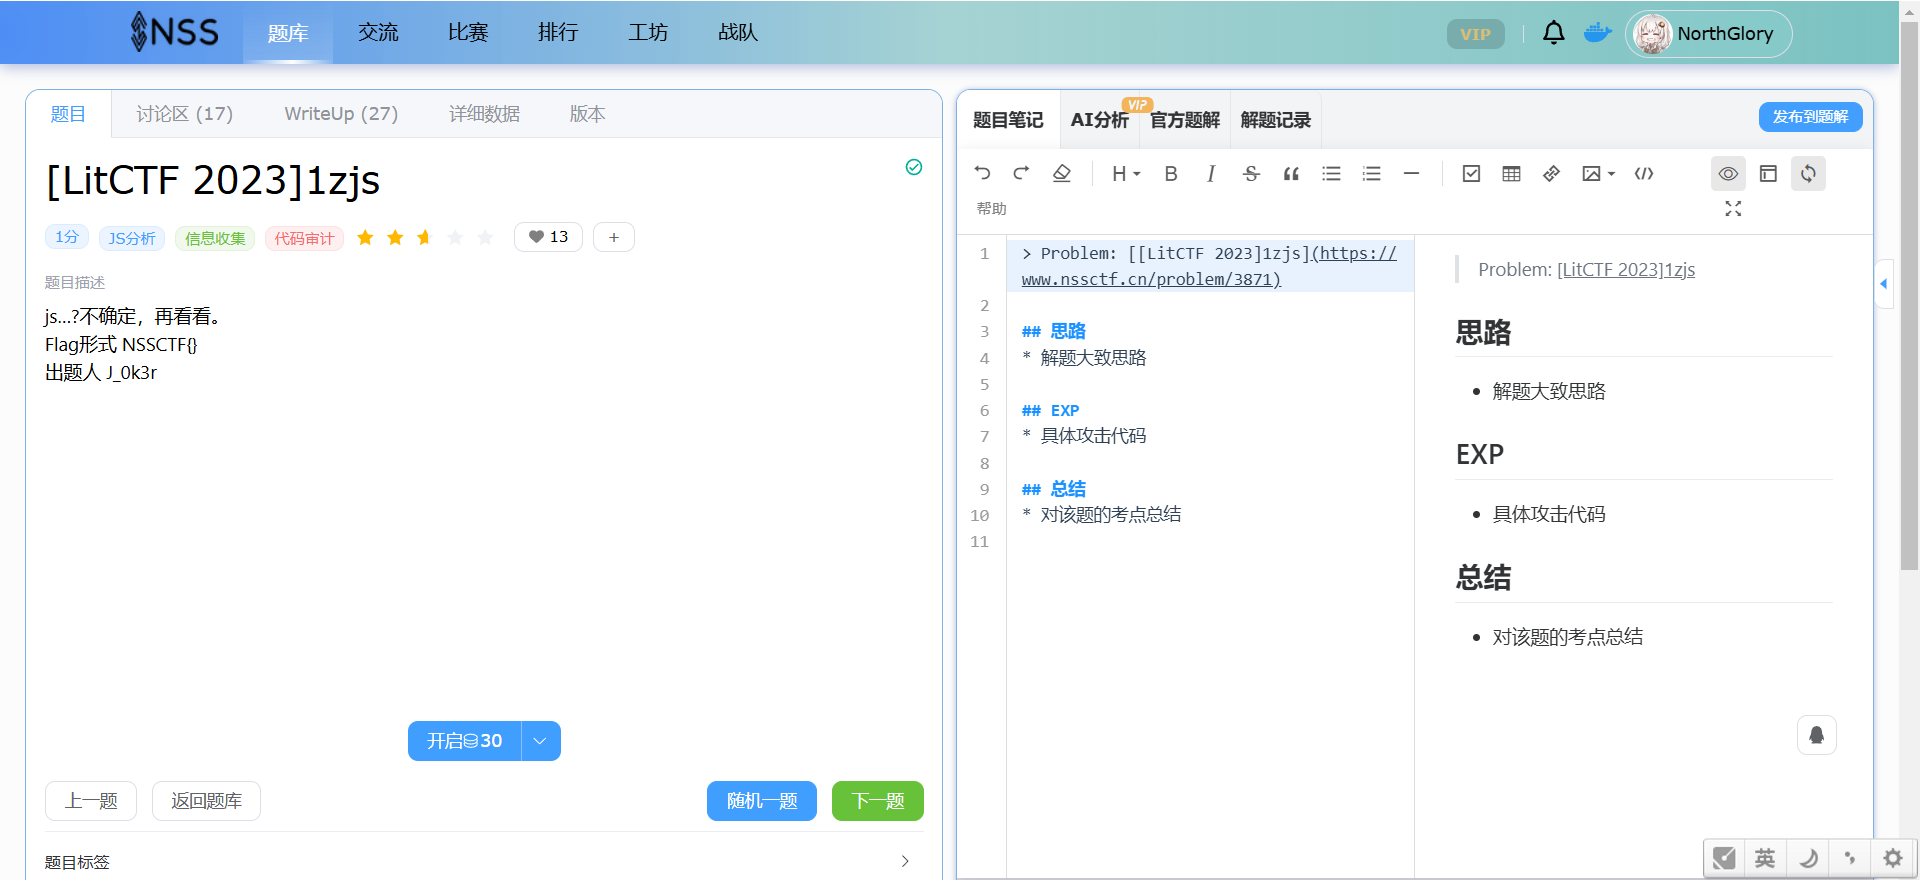 NSS
题库
交流
比赛
排行
工坊
战队
VIP
NorthGlory
题目
讨论区 (17)
WriteUp (27)
详细数据
版本
[LitCTF 2023]1zjs
1分
JS分析
信息收集
代码审计
13
+
题目描述
js...?不确定，再看看。
Flag形式 NSSCTF{}
出题人 J_0k3r
开启30
上一题
返回题库
随机一题
下一题
题目标签
题目笔记
AI分析
VIP
官方题解
解题记录
发布到题解
H
B
I
S
帮助
1
> Problem: [[LitCTF 2023]1zjs](https://
www.nssctf.cn/problem/3871)
2
3
## 思路
4
* 解题大致思路
5
6
## EXP
7
* 具体攻击代码
8
9
## 总结
10
* 对该题的考点总结
11
Problem: [LitCTF 2023]1zjs
思路
• 解题大致思路
EXP
• 具体攻击代码
总结
• 对该题的考点总结
英